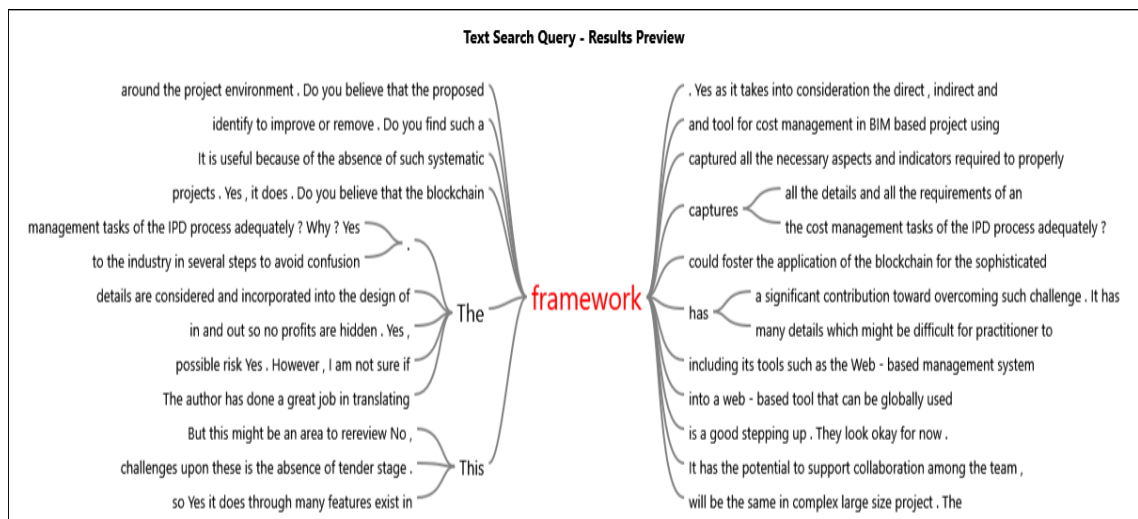 Text Search Query - Results Preview
around the project environment . Do you believe that the proposed
identify to improve or remove . Do you find such a
It is useful because of the absence of such systematic
projects . Yes , it does . Do you believe that the blockchain
management tasks of the IPD process adequately ? Why ? Yes
to the industry in several steps to avoid confusion
.
details are considered and incorporated into the design of
in and out so no profits are hidden . Yes ,
possible risk Yes . However , I am not sure if
The author has done a great job in translating
The
But this might be an area to rereview No ,
challenges upon these is the absence of tender stage .
so Yes it does through many features exist in
This
framework
. Yes as it takes into consideration the direct , indirect and
and tool for cost management in BIM based project using
captured all the necessary aspects and indicators required to properly
captures
all the details and all the requirements of an
the cost management tasks of the IPD process adequately ?
could foster the application of the blockchain for the sophisticated
has
a significant contribution toward overcoming such challenge . It has
many details which might be difficult for practitioner to
including its tools such as the Web - based management system
into a web - based tool that can be globally used
is a good stepping up . They look okay for now .
It has the potential to support collaboration among the team ,
will be the same in complex large size project . The